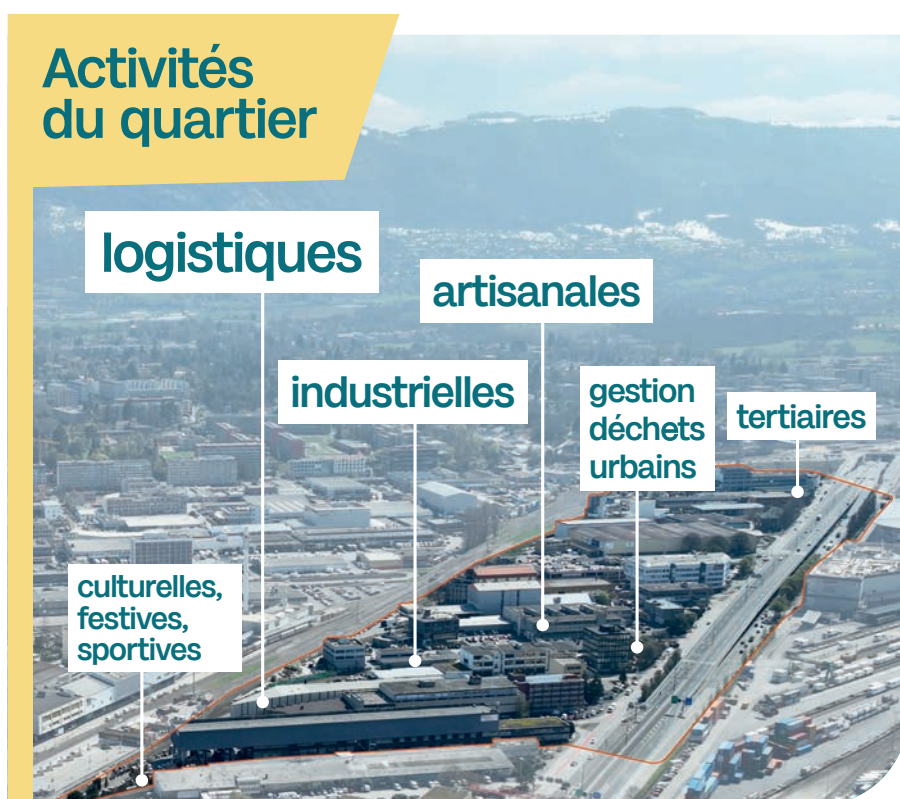 Activités
du quartier
logistiques
artisanales
industrielles
gestion
déchets
urbains
tertiaires
culturelles,
festives,
sportives